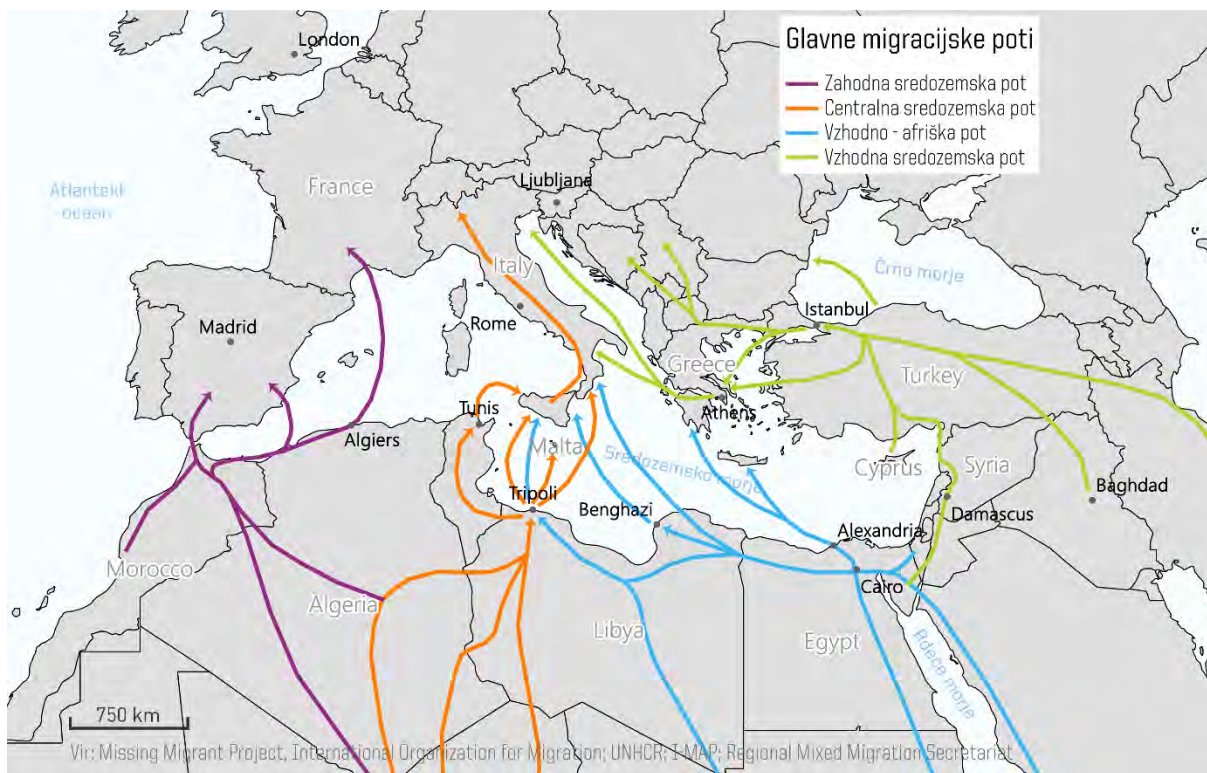 Glavne migracijske poti
Zahodna sredozemska pot
Centralna sredozemska pot
Vzhodno - afriška pot
Vzhodna sredozemska pot
London
Ljubljana
France
Atlantski
ocean
Črno morje
Italy
Istanbul
Madrid
Rome
Greece
Turkey
Tunis
Athens
Algiers
Malta
Cyprus
Syria
Sredozemsko morje
Baghdad
Tripoli
Benghazi
Damascus
Alexandria
Morocco
Cairo
Algeria
Libya
Egypt
Rdeče morje
750 km
Vir: Missing Migrant Project, International Organization for Migration; UNHCR; I-MAP; Regional Mixed Migration Secretariat